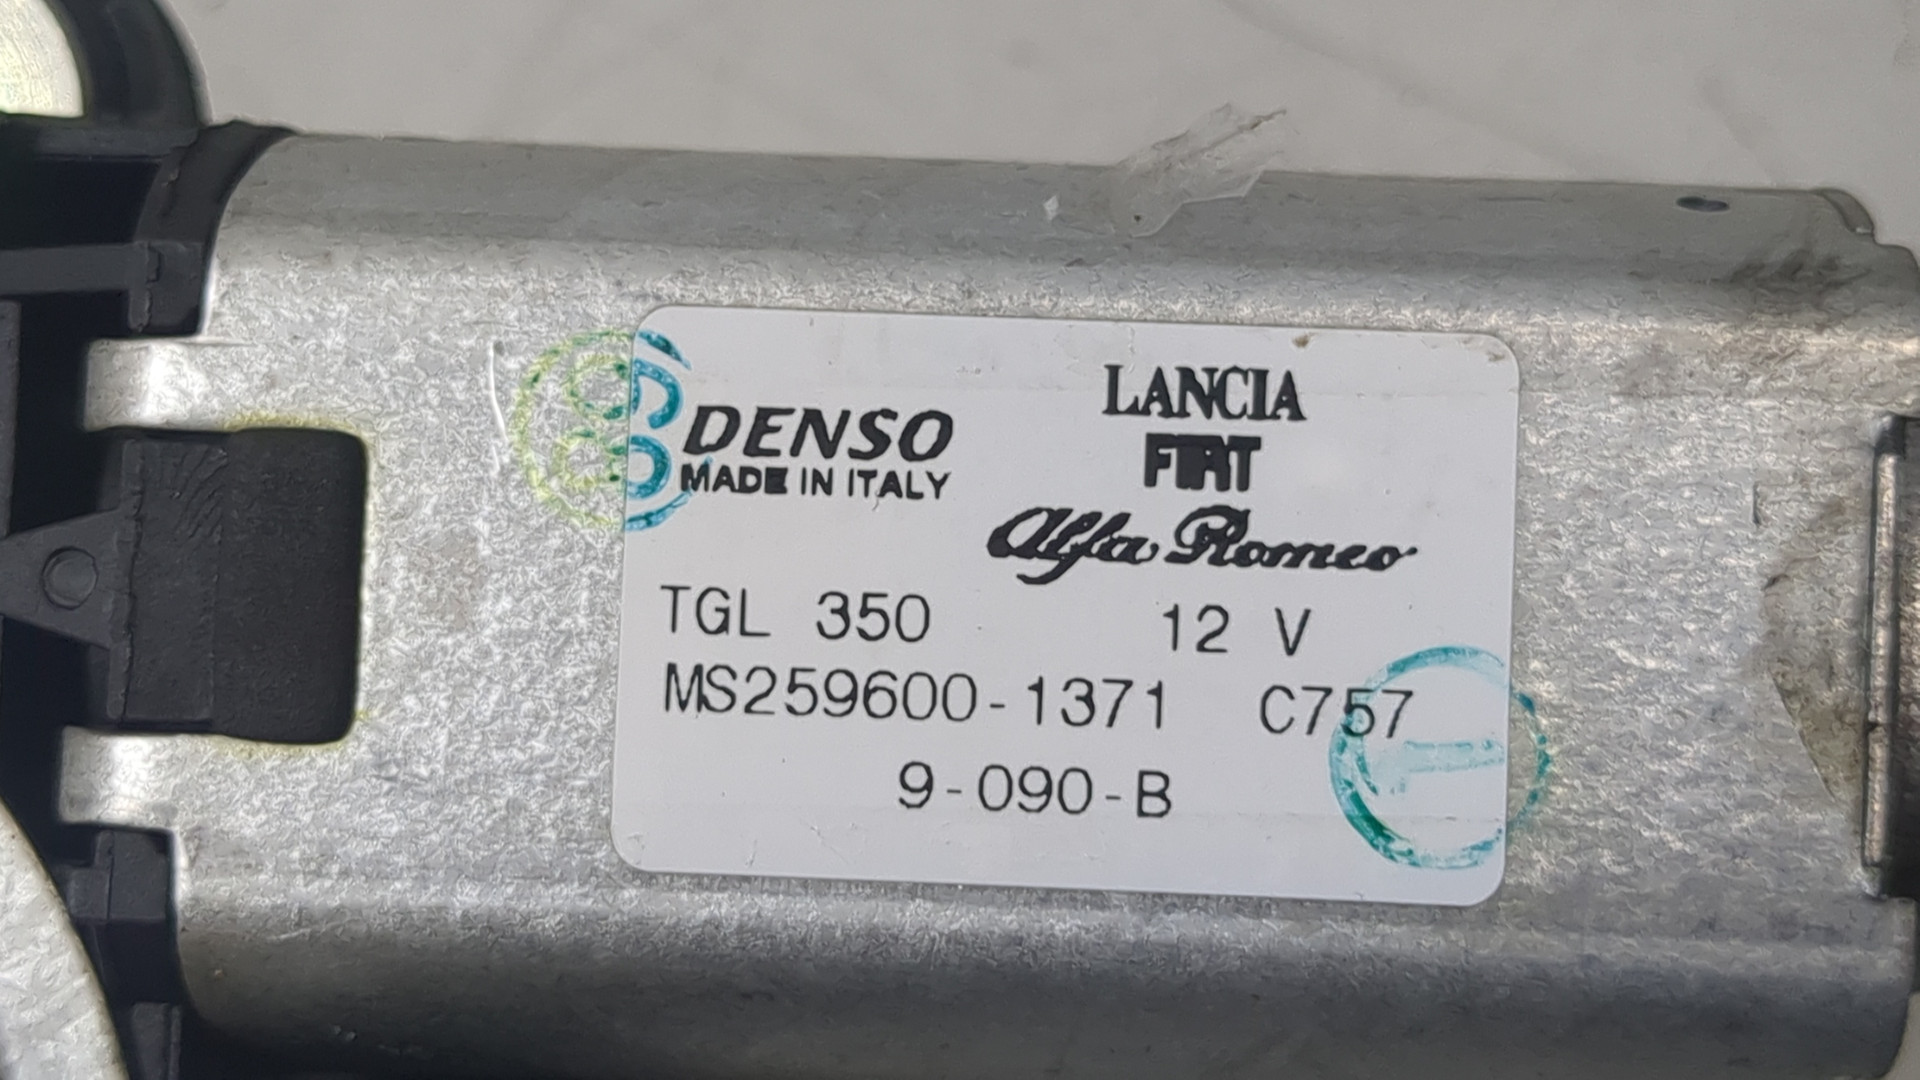 DENSO
MADE IN ITALY
LANCIA
FIAT
Alfa Romeo
TGL 350 12 V
MS259600-1371 C757
9-090-B